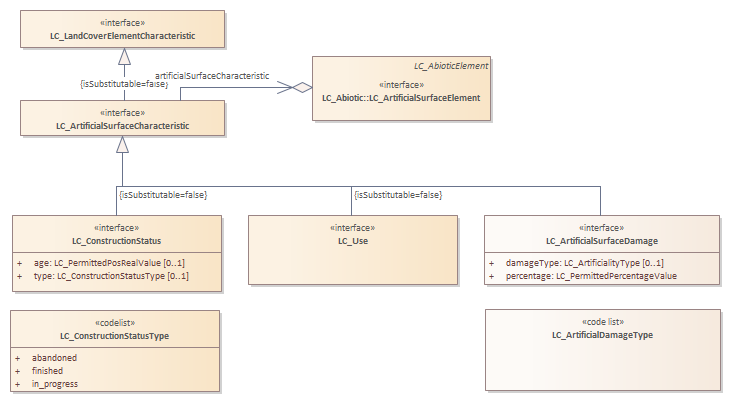 «interface»
LC_LandCoverElementCharacteristic
{isSubstitutable=false}
artificialSurfaceCharacteristic
LC_AbioticElement
«interface»
LC_Abiotic::LC_ArtificialSurfaceElement
«interface»
LC_ArtificialSurfaceCharacteristic
{isSubstitutable=false}
{isSubstitutable=false}
«interface»
LC_ConstructionStatus
+ age: LC_PermittedPosRealValue [0..1]
+ type: LC_ConstructionStatusType [0..1]
«interface»
LC_Use
«interface»
LC_ArtificialSurfaceDamage
+ damageType: LC_ArtificialityType [0..1]
+ percentage: LC_PermittedPercentageValue
«codelist»
LC_ConstructionStatusType
+ abandoned
+ finished
+ in_progress
«code list»
LC_ArtificialDamageType